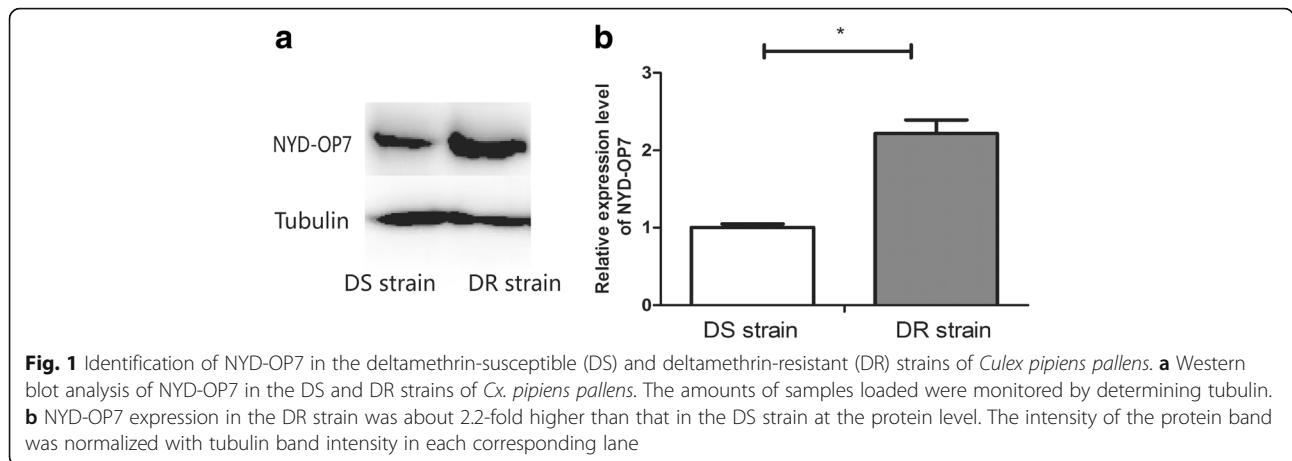 a
NYD-OP7
Tubulin
DS strain DR strain
b
*
Relative expression level
of NYD-OP7
3
2
1
0
DS strain DR strain
Fig. 1 Identification of NYD-OP7 in the deltamethrin-susceptible (DS) and deltamethrin-resistant (DR) strains of Culex pipiens pallens. a Western
blot analysis of NYD-OP7 in the DS and DR strains of Cx. pipiens pallens. The amounts of samples loaded were monitored by determining tubulin.
b NYD-OP7 expression in the DR strain was about 2.2-fold higher than that in the DS strain at the protein level. The intensity of the protein band
was normalized with tubulin band intensity in each corresponding lane